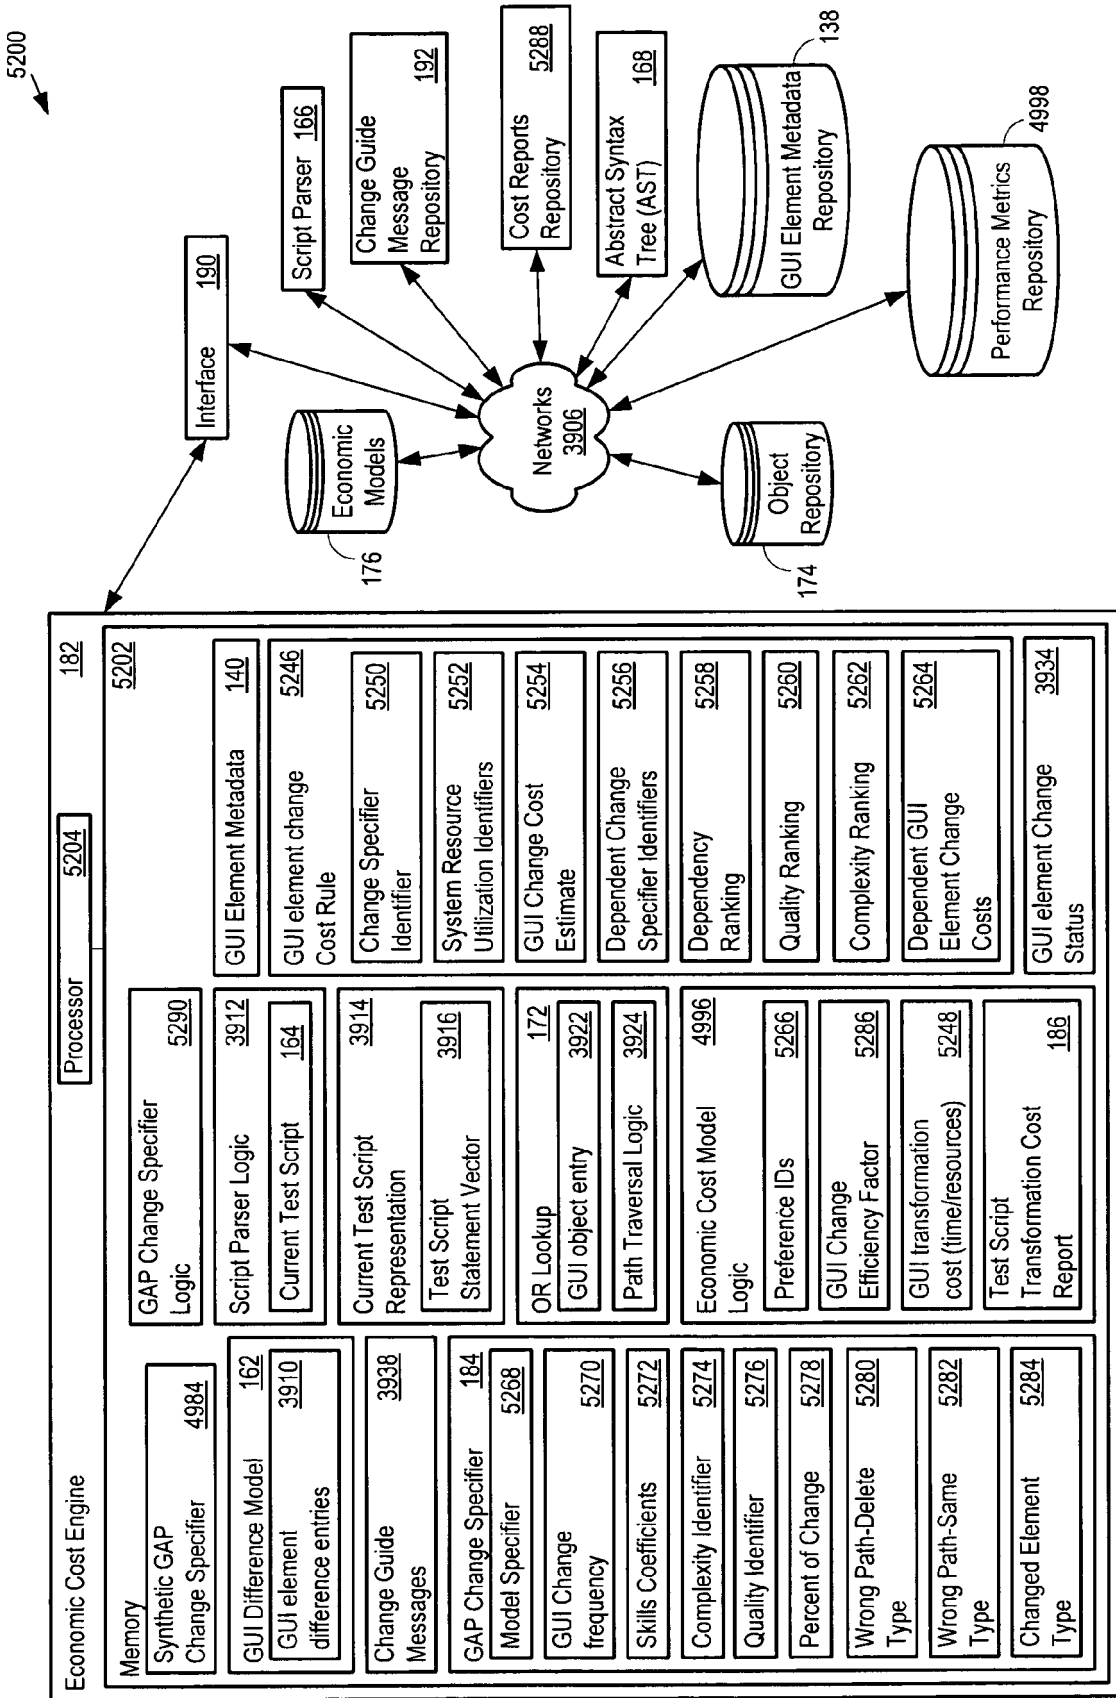 5200
Economic Cost Engine
182
Processor 5204
Memory
5202
Synthetic GAP
Change Specifier 4984
GUI Difference Model 162
GUI element 3910
difference entries
Change Guide 3938
Messages
GAP Change Specifier 184
Model Specifier 5268
GUI Change 5270
frequency
Skills Coefficients 5272
Complexity Identifier 5274
Quality Identifier 5276
Percent of Change 5278
Wrong Path-Delete 5280
Type
Wrong Path-Same 5282
Type
Changed Element 5284
Type
GAP Change Specifier
Logic 5290
Script Parser Logic 3912
Current Test Script 164
Current Test Script 3914
Representation
Test Script 3916
Statement Vector
OR Lookup 172
GUI object entry 3922
Path Traversal Logic 3924
Economic Cost Model 4996
Logic
Preference IDs 5266
GUI Change 5286
Efficiency Factor
GUI transformation 5248
cost (time/resources)
Test Script
Transformation Cost 186
Report
GUI Element Metadata 140
GUI element change 5246
Cost Rule
Change Specifier 5250
Identifier
System Resource 5252
Utilization Identifiers
GUI Change Cost 5254
Estimate
Dependent Change 5256
Specifier Identifiers
Dependency 5258
Ranking
Quality Ranking 5260
Complexity Ranking 5262
Dependent GUI 5264
Element Change
Costs
GUI element Change 3934
Status
Interface 190
Economic
Models
176
Script Parser 166
Change Guide
Message
Repository 192
Cost Reports
Repository 5288
Abstract Syntax
Tree (AST) 168
GUI Element Metadata
Repository
138
Networks
3906
Object
Repository
174
Performance Metrics
Repository
4998